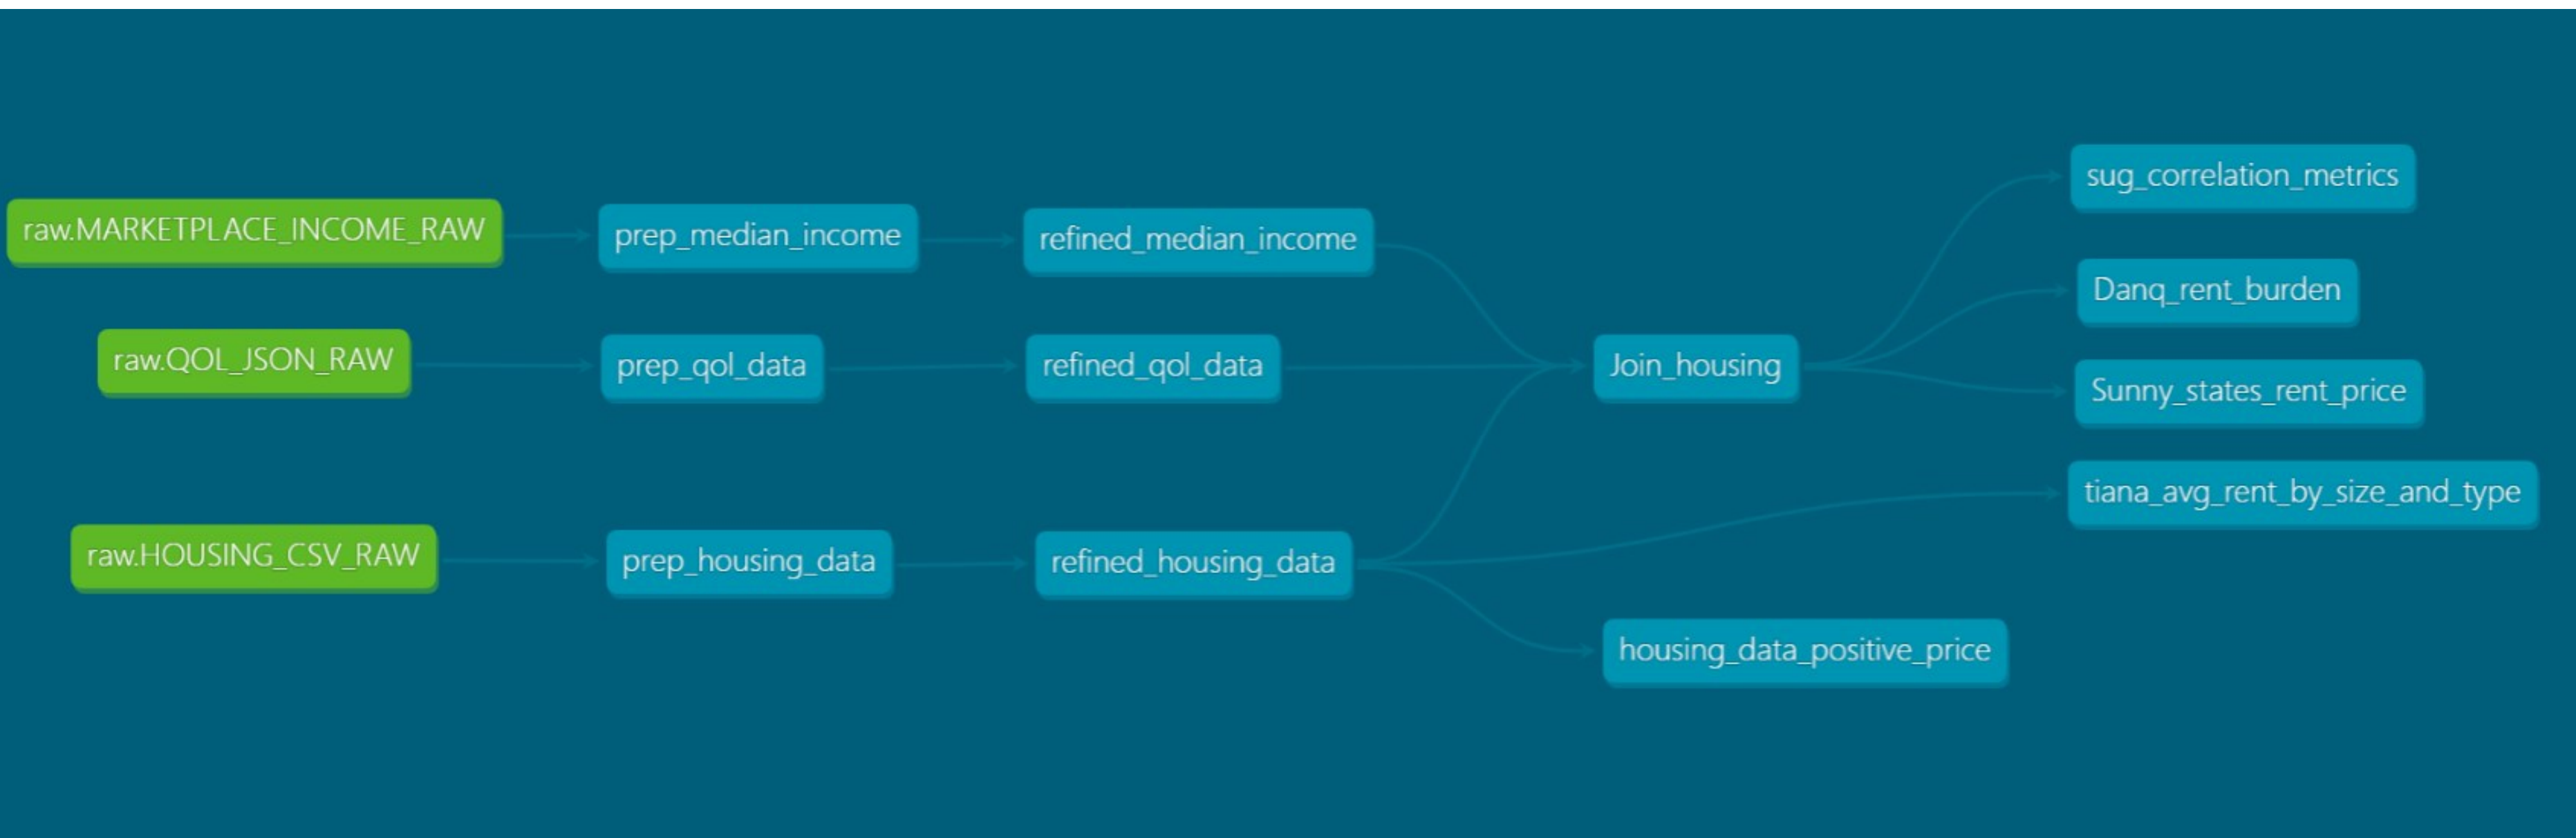 raw.MARKETPLACE_INCOME_RAW
prep_median_income
refined_median_income
raw.QOL_JSON_RAW
prep_qol_data
refined_qol_data
Join_housing
raw.HOUSING_CSV_RAW
prep_housing_data
refined_housing_data
housing_data_positive_price
sug_correlation_metrics
Danq_rent_burden
Sunny_states_rent_price
tiana_avg_rent_by_size_and_type